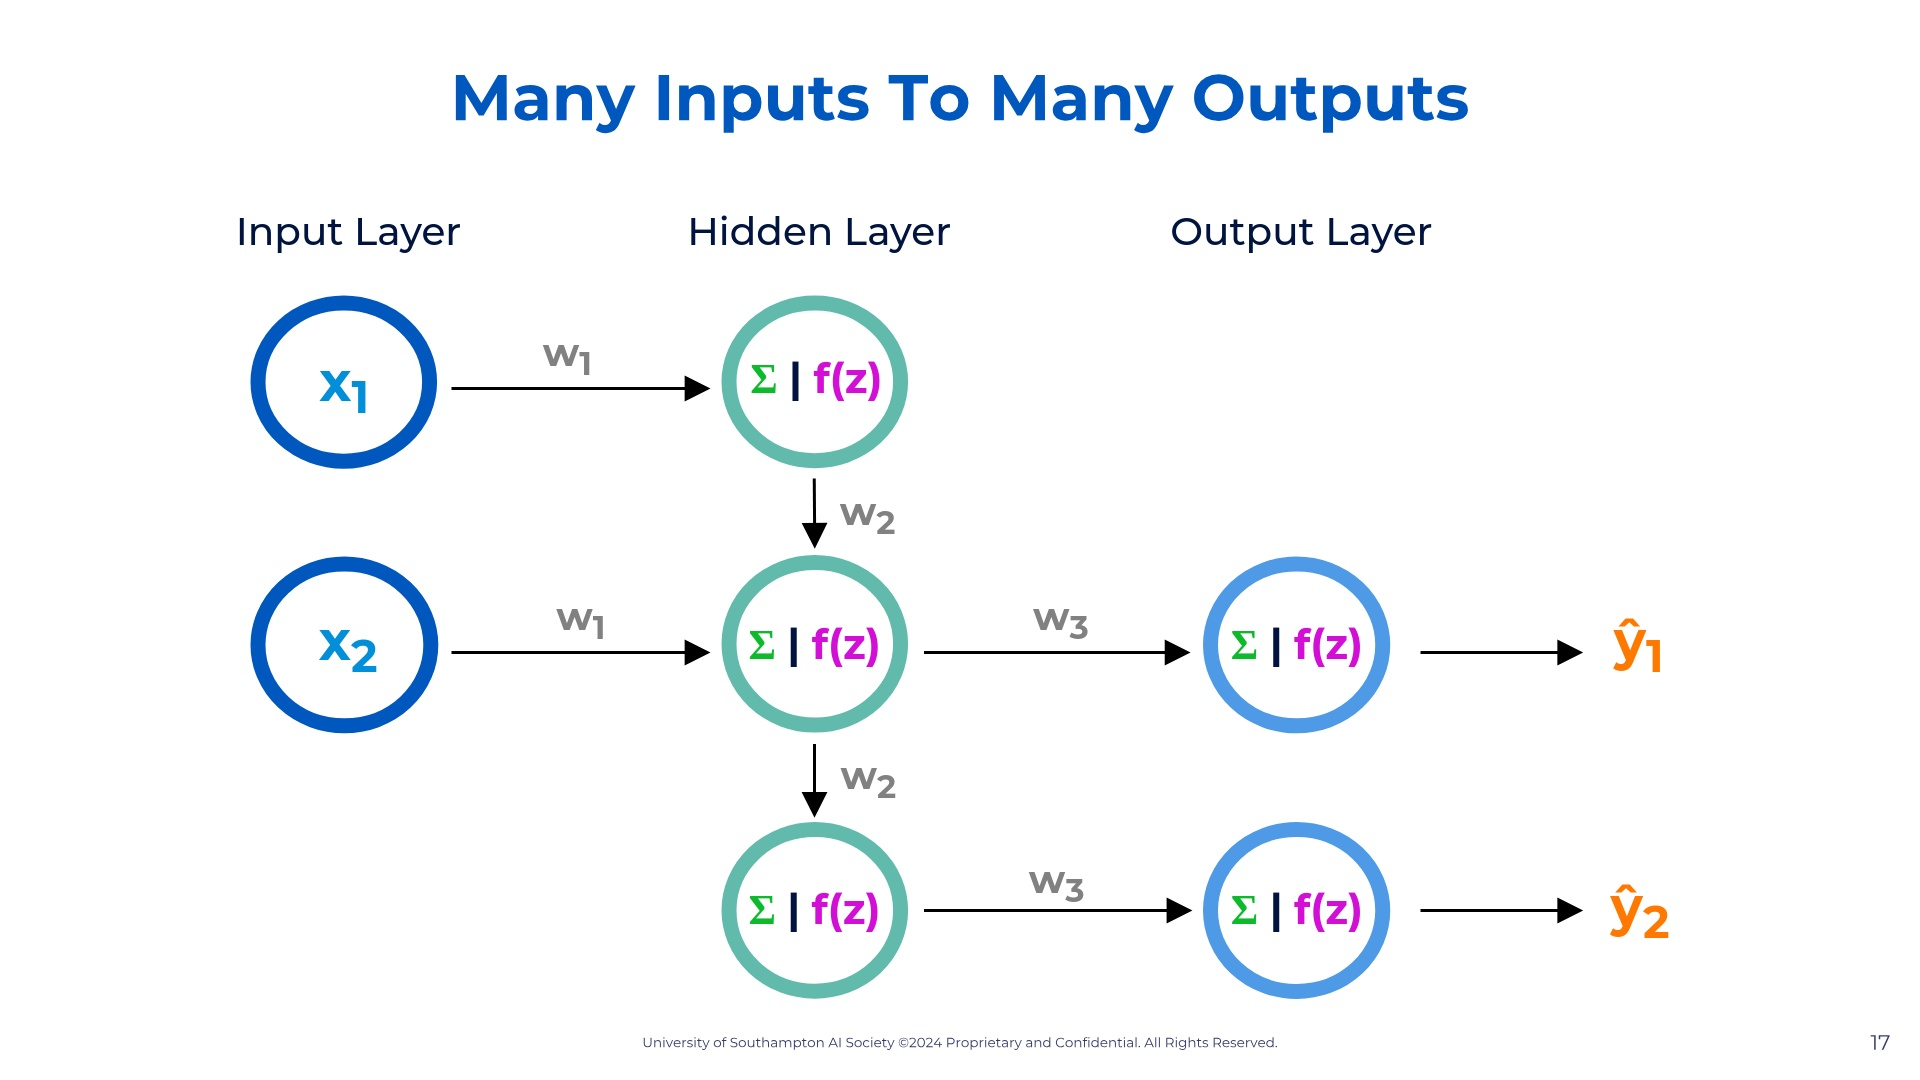 Many Inputs To Many Outputs
Input Layer
Hidden Layer
Output Layer
x₁
w₁
Σ | f(z)
w₂
x₂
w₁
Σ | f(z)
w₃
Σ | f(z)
ŷ₁
w₂
Σ | f(z)
w₃
Σ | f(z)
ŷ₂
University of Southampton AI Society ©2024 Proprietary and Confidential. All Rights Reserved.
17